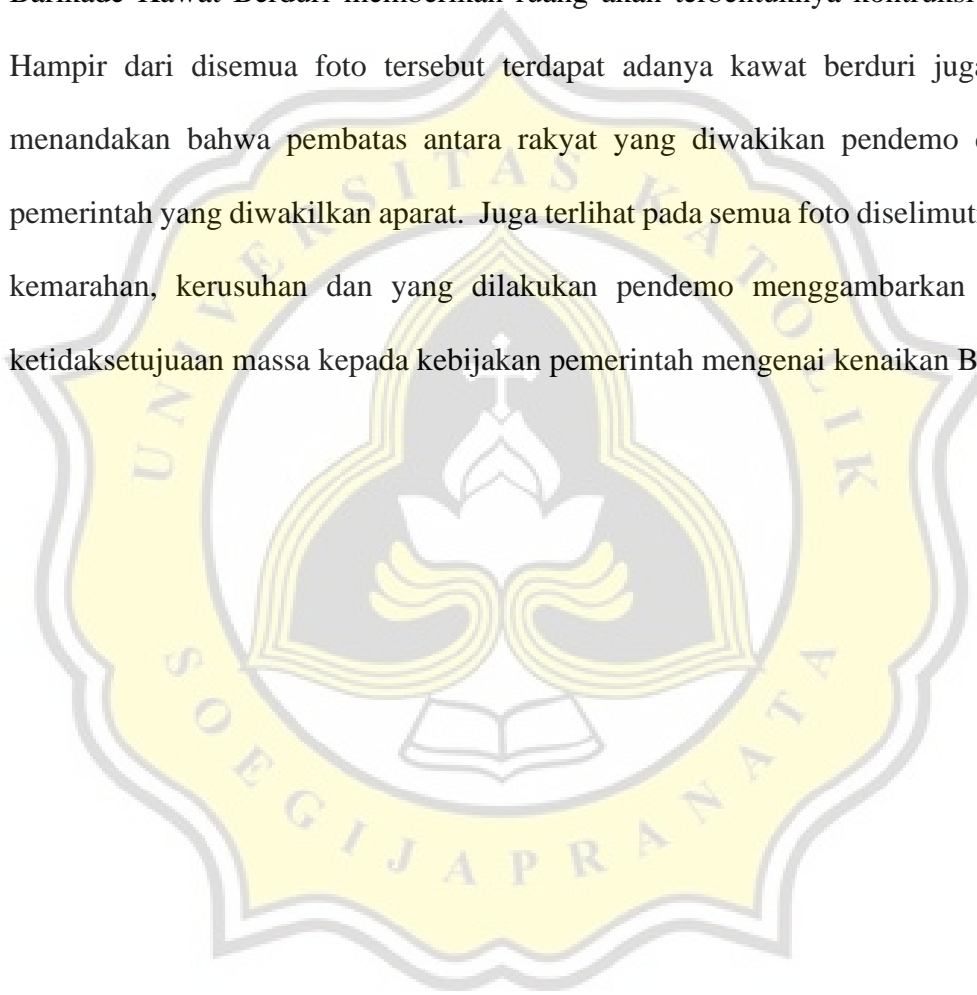 Barikade Kawat Berduri memberikan ruang akan terbentuknya kontruksi
Hampir dari disemua foto tersebut terdapat adanya kawat berduri juga
menandakan bahwa pembatas antara rakyat yang diwakikan pendemo
pemerintah yang diwakilkan aparat. Juga terlihat pada semua foto diselimut
kemarahan, kerusuhan dan yang dilakukan pendemo menggambarkan
ketidaksetujuaan massa kepada kebijakan pemerintah mengenai kenaikan B
UNIVERSITAS KATOLIK
SOEGIJAPRANATA